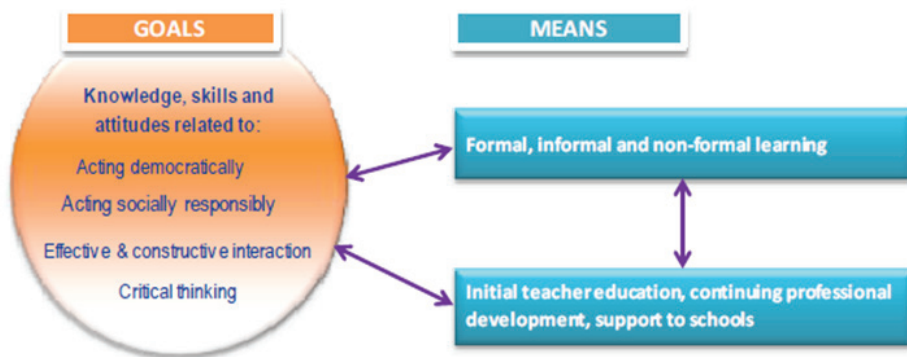 GOALS
MEANS
Knowledge, skills and
attitudes related to:
Acting democratically
Acting socially responsibly
Effective & constructive interaction
Critical thinking
Formal, informal and non-formal learning
Initial teacher education, continuing professional
development, support to schools